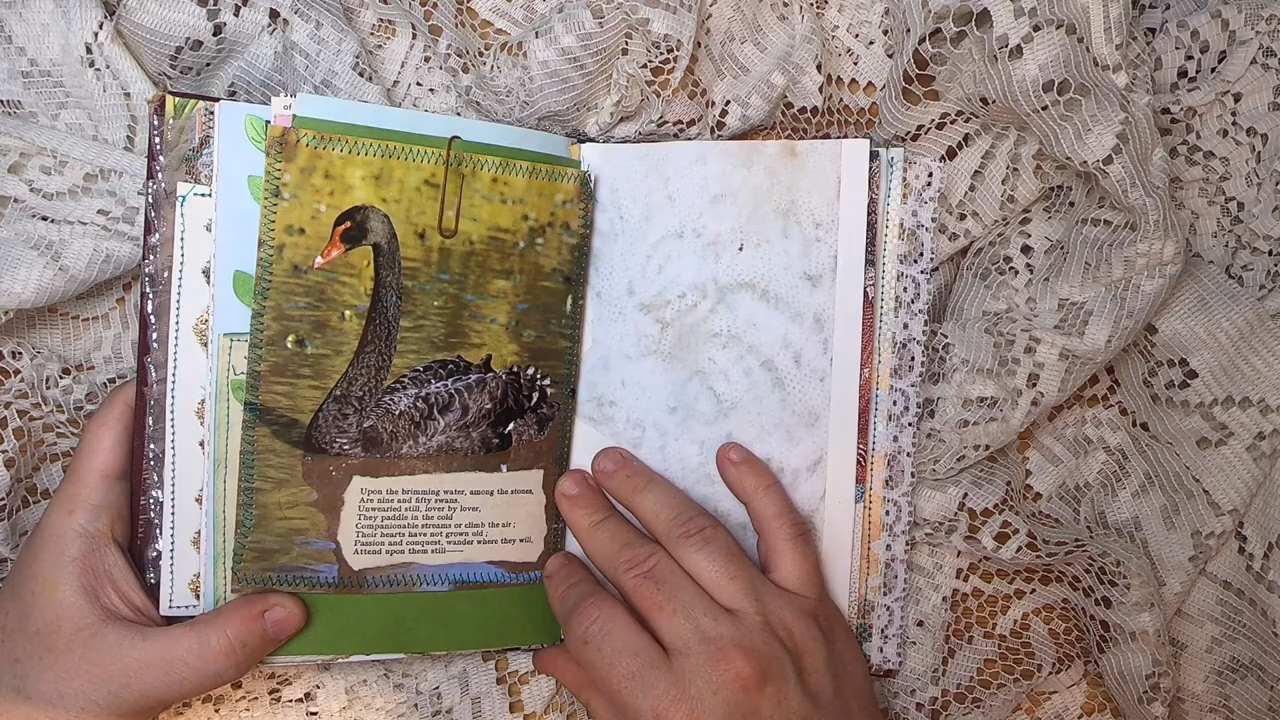 of
Upon the brimming water, among the stones,
Are nine and fifty swans.
Unwearied still, lover by lover,
They paddle in the cold
Companionable streams or climb the air ;
Their hearts have not grown old ;
Passion and conquest, wander where they will,
Attend upon them still——